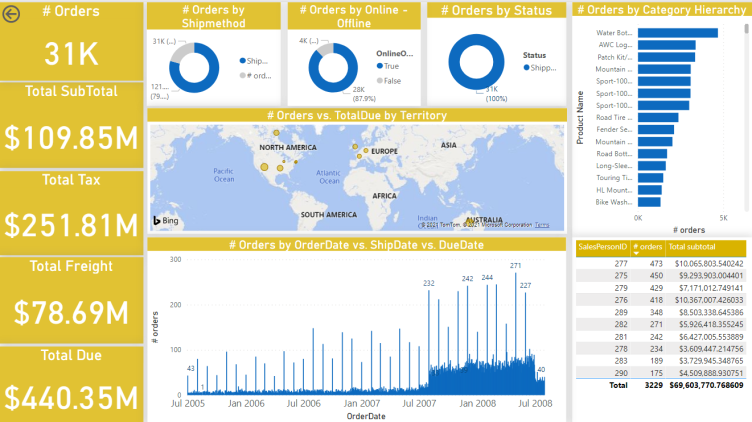 # Orders
31K
Total SubTotal
$109.85M
Total Tax
$251.81M
Total Freight
$78.69M
Total Due
$440.35M
# Orders by
Shipmethod
31K (...)
121....
(79....)
Ship...
# ord...
# Orders by Online -
Offline
4K (...)
28K
(87.9%)
OnlineO...
True
False
# Orders by Status
31K
(100%)
Status
Shipp...
# Orders vs. TotalDue by Territory
NORTH AMERICA
EUROPE
ASIA
Pacific
Ocean
Atlantic
Ocean
AFRICA
SOUTH AMERICA
Indian
AUSTRALIA
Bing
© 2021 TomTom, © 2021 Microsoft Corporation Terms
# Orders by OrderDate vs. ShipDate vs. DueDate
# orders
300
200
100
0
43
1
232
242
244
271
227
40
Jul 2005
Jan 2006
Jul 2006
Jan 2007
Jul 2007
Jan 2008
Jul 2008
OrderDate
# Orders by Category Hierarchy
Product Name
Water Bot...
AWC Log...
Patch Kit/...
Mountain ...
Sport-100...
Sport-100...
Sport-100...
Road Tire ...
Fender Se...
Mountain ...
Road Bott...
Long-Slee...
Touring Ti...
HL Mount...
Bike Wash...
0K
5K
# orders
SalesPersonID # orders Total subtotal
277 473 $10,065,803.540242
275 450 $9,293,903.004401
279 429 $7,171,012.749141
276 418 $10,367,007.426033
289 348 $8,503,338.645386
282 271 $5,926,418.355245
281 242 $6,427,005.553889
278 234 $3,609,447.214756
283 189 $3,729,945.348765
290 175 $4,509,888.930751
Total 3229 $69,603,770.768609